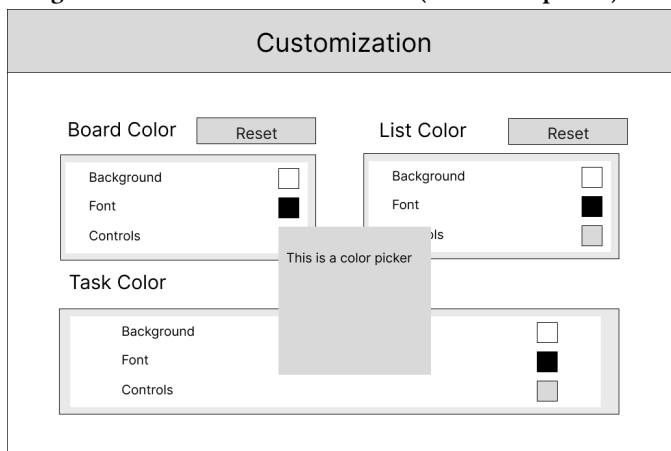 Customization
Board Color
Reset
List Color
Reset
Background
Font
Controls
Background
Font
This is a color picker
Task Color
Background
Font
Controls